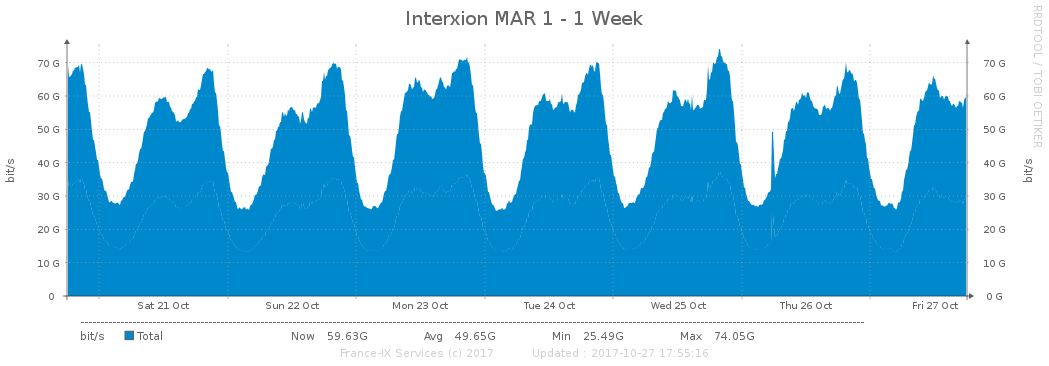 Interxion MAR 1 - 1 Week
RRDTOOL / TOBI OETIKER
70 G 70 G
60 G 60 G
50 G 50 G
40 G 40 G
30 G 30 G
20 G 20 G
10 G 10 G
0 0 G
bit/s bit/s
Sat 21 Oct Sun 22 Oct Mon 23 Oct Tue 24 Oct Wed 25 Oct Thu 26 Oct Fri 27 Oct
bit/s Total Now 59.63G Avg 49.65G Min 25.49G Max 74.05G
France-IX Services (c) 2017 Updated : 2017-10-27 17:55:16